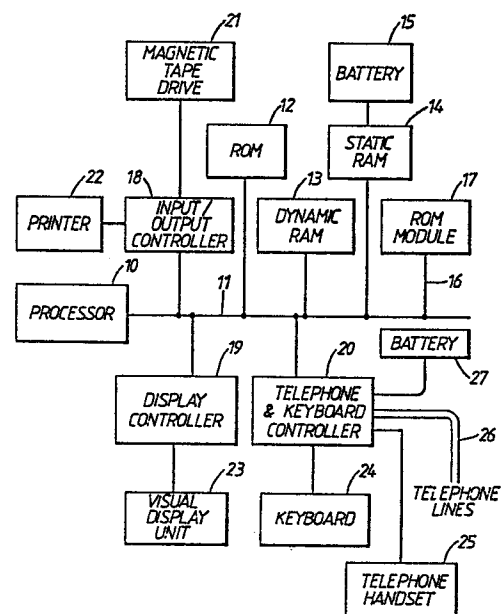 21
MAGNETIC
TAPE
DRIVE
15
BATTERY
12
ROM
14
STATIC
RAM
22
PRINTER
18
INPUT /
OUTPUT
CONTROLLER
13
DYNAMIC
RAM
17
ROM
MODULE
10
PROCESSOR
11
16
19
DISPLAY
CONTROLLER
20
TELEPHONE
& KEYBOARD
CONTROLLER
BATTERY
27
26
TELEPHONE
LINES
23
VISUAL
DISPLAY
UNIT
24
KEYBOARD
25
TELEPHONE
HANDSET